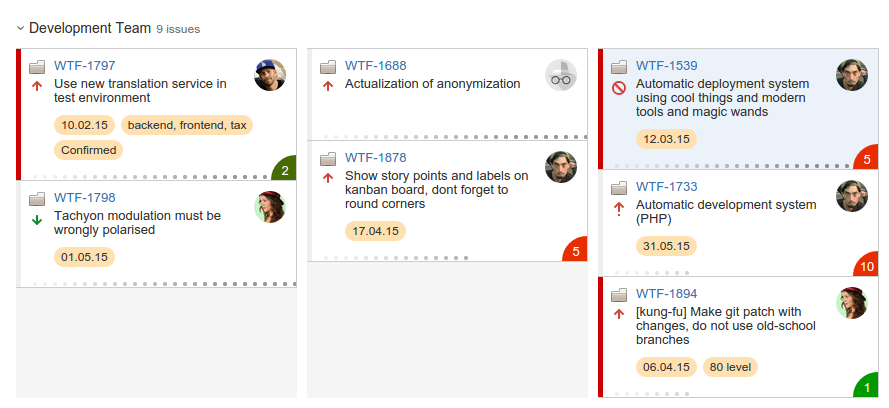 Development Team 9 issues
WTF-1797
Use new translation service in
test environment
10.02.15 backend, frontend, tax
Confirmed
2
WTF-1798
Tachyon modulation must be
wrongly polarised
01.05.15
WTF-1688
Actualization of anonymization
WTF-1878
Show story points and labels on
kanban board, dont forget to
round corners
17.04.15
5
WTF-1539
Automatic deployment system
using cool things and modern
tools and magic wands
12.03.15
5
WTF-1733
Automatic development system
(PHP)
31.05.15
10
WTF-1894
[kung-fu] Make git patch with
changes, do not use old-school
branches
06.04.15 80 level
1